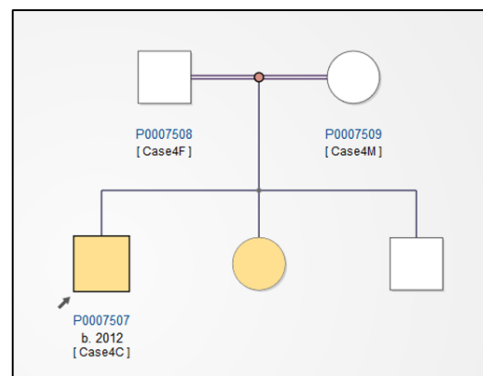 P0007508
[ Case4F ]
P0007509
[ Case4M ]
P0007507
b. 2012
[ Case4C ]